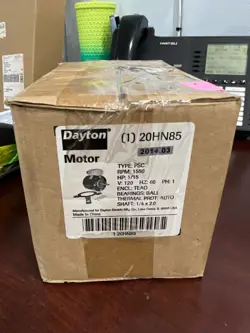 Dayton
(1) 20HN85
2014 03
Motor
TYPE: PSC
RPM: 1550
HP: 1/15
V: 120 HZ: 60 PH: 1
ENCL: TEAO
BEARINGS: BALL
THERMAL PROT: AUTO
SHAFT: 1/4 x 2.0
Manufactured for Dayton Electric Mfg. Co., Lake Forest, IL 60045 USA
Made in China
20HN85